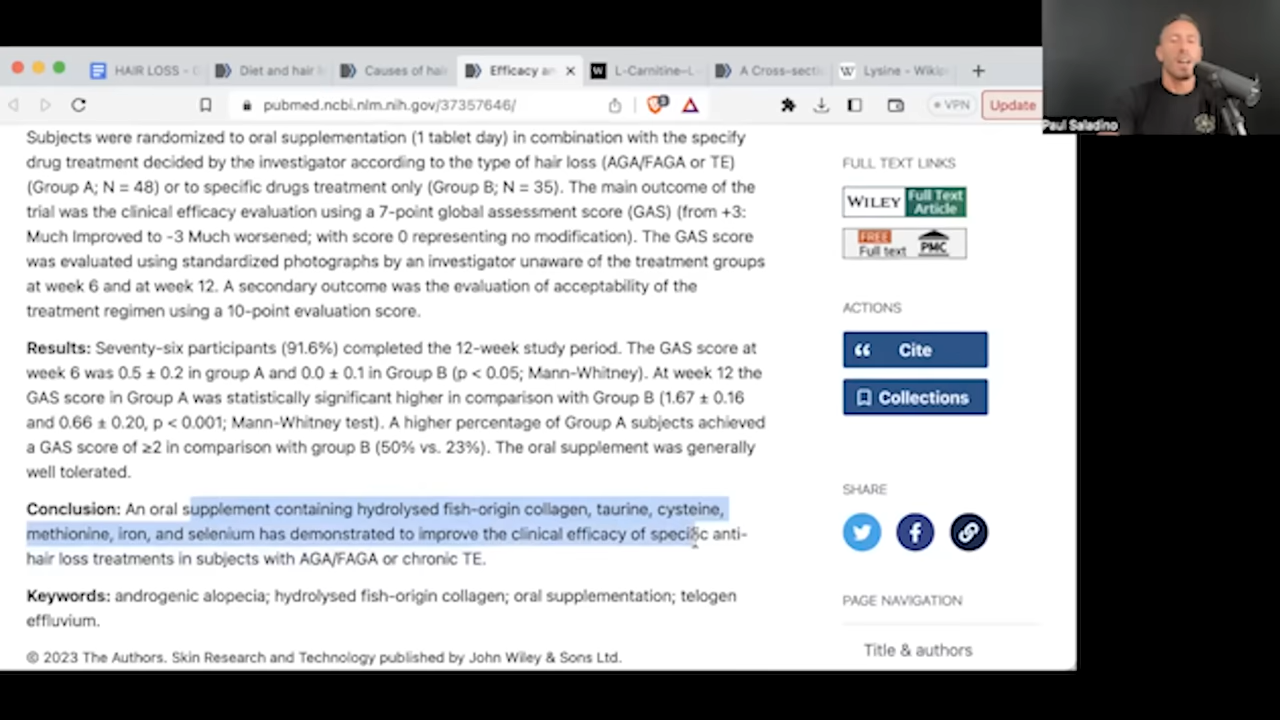 HAIR LOSS - G
Diet and hair l
Causes of hai
Efficacy an
L-Carnitine–L-
A Cross-secti
Lysine - Wikip
pubmed.ncbi.nlm.nih.gov/37357646/
3
VPN
Update
Paul Saladino
Subjects were randomized to oral supplementation (1 tablet day) in combination with the specify
drug treatment decided by the investigator according to the type of hair loss (AGA/FAGA or TE)
(Group A; N = 48) or to specific drugs treatment only (Group B; N = 35). The main outcome of the
trial was the clinical efficacy evaluation using a 7-point global assessment score (GAS) (from +3:
Much Improved to -3 Much worsened; with score 0 representing no modification). The GAS score
was evaluated using standardized photographs by an investigator unaware of the treatment groups
at week 6 and at week 12. A secondary outcome was the evaluation of acceptability of the
treatment regimen using a 10-point evaluation score.
Results: Seventy-six participants (91.6%) completed the 12-week study period. The GAS score at
week 6 was 0.5 ± 0.2 in group A and 0.0 ± 0.1 in Group B (p < 0.05; Mann-Whitney). At week 12 the
GAS score in Group A was statistically significant higher in comparison with Group B (1.67 ± 0.16
and 0.66 ± 0.20, p < 0.001; Mann-Whitney test). A higher percentage of Group A subjects achieved
a GAS score of ≥2 in comparison with group B (50% vs. 23%). The oral supplement was generally
well tolerated.
Conclusion: An oral supplement containing hydrolysed fish-origin collagen, taurine, cysteine,
methionine, iron, and selenium has demonstrated to improve the clinical efficacy of specific anti-
hair loss treatments in subjects with AGA/FAGA or chronic TE.
Keywords: androgenic alopecia; hydrolysed fish-origin collagen; oral supplementation; telogen
effluvium.
© 2023 The Authors. Skin Research and Technology published by John Wiley & Sons Ltd.
FULL TEXT LINKS
WILEY Full Text
Article
FREE
Full text PMC
ACTIONS
Cite
Collections
SHARE
PAGE NAVIGATION
Title & authors